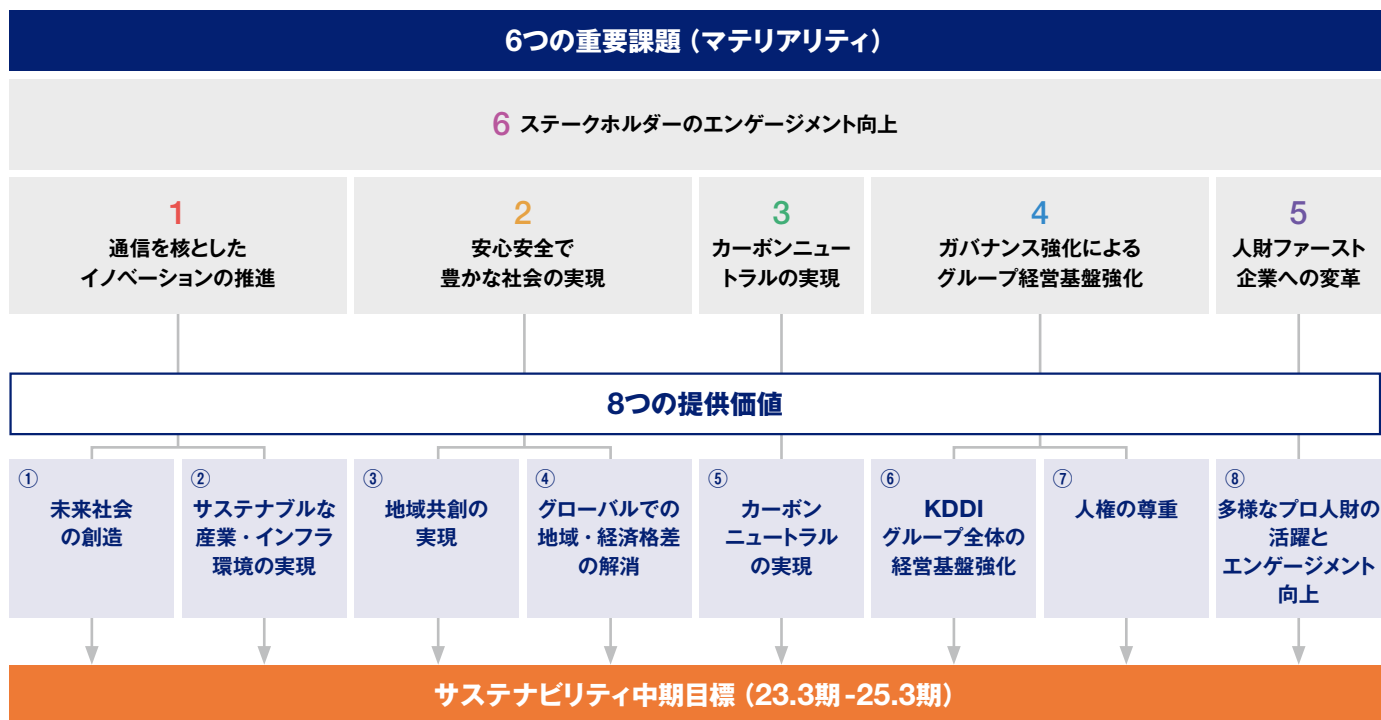 6つの重要課題（マテリアリティ）
6 ステークホルダーのエンゲージメント向上
1
通信を核とした
イノベーションの推進
2
安心安全で
豊かな社会の実現
3
カーボンニュー
トラルの実現
4
ガバナンス強化による
グループ経営基盤強化
5
人財ファースト
企業への変革
8つの提供価値
①
未来社会
の創造
②
サステナブルな
産業・インフラ
環境の実現
③
地域共創の
実現
④
グローバルでの
地域・経済格差
の解消
⑤
カーボン
ニュートラル
の実現
⑥
KDDI
グループ全体の
経営基盤強化
⑦
人権の尊重
⑧
多様なプロ人財の
活躍と
エンゲージメント
向上
サステナビリティ中期目標（23.3期-25.3期）